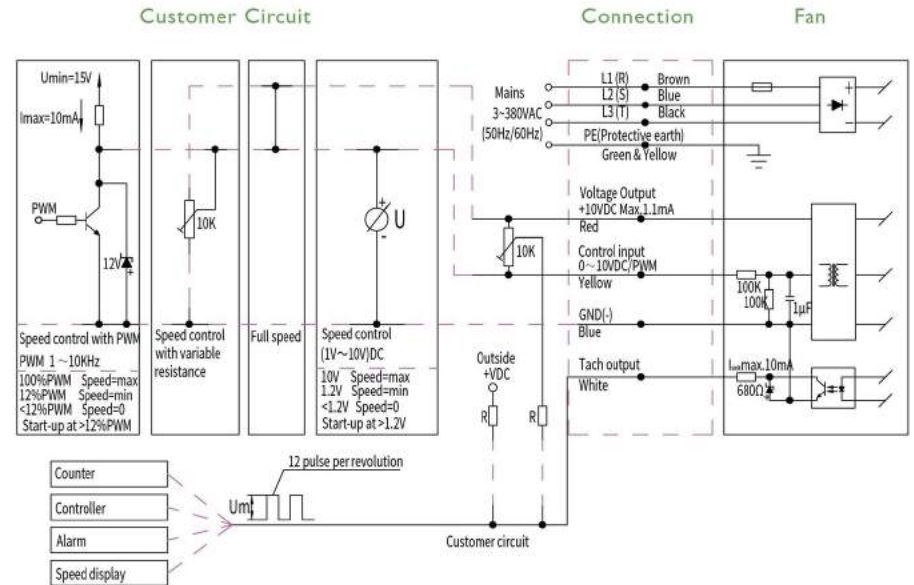 Customer Circuit
Connection
Fan
Umin=15V
Imax=10mA
PWM
12V
Speed control with PWM
PWM 1~10KHz
100%PWM Speed=max
12%PWM Speed=min
<12%PWM Speed=0
Start-up at >12%PWM
10K
Speed control
with variable
resistance
Full speed
U
Speed control
(1V~10V)DC
10V Speed=max
1.2V Speed=min
<1.2V Speed=0
Start-up at >1.2V
Mains
3~380VAC
(50Hz/60Hz)
L1 (R) Brown
L2 (S) Blue
L3 (T) Black
PE(Protective earth)
Green & Yellow
Voltage Output
+10VDC Max.1.1mA
Red
10K
Control input
0~10VDC/PWM
Yellow
GND(-)
Blue
Outside
+VDC
R
R
Tach output
White
100K
100K
1μF
max.10mA
680Ω
Counter
Controller
Alarm
Speed display
12 pulse per revolution
Um
Customer circuit